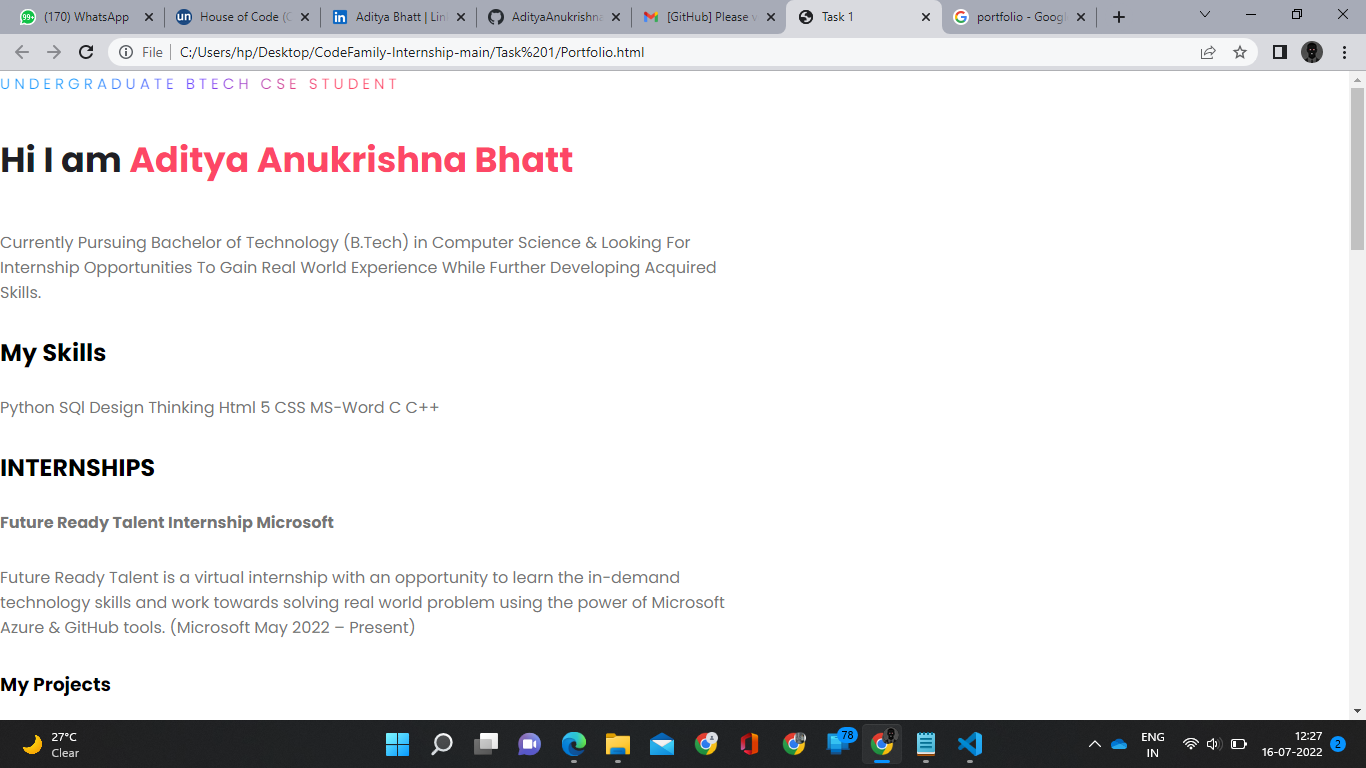 (170) WhatsApp
House of Code (C
Aditya Bhatt | Lin
AdityaAnukrishna
[GitHub] Please v
Task 1
portfolio - Googl
File
C:/Users/hp/Desktop/CodeFamily-Internship-main/Task%201/Portfolio.html
UNDERGRADUATE BTECH CSE STUDENT
Hi I am Aditya Anukrishna Bhatt
Currently Pursuing Bachelor of Technology (B.Tech) in Computer Science & Looking For
Internship Opportunities To Gain Real World Experience While Further Developing Acquired
Skills.
My Skills
Python SQl Design Thinking Html 5 CSS MS-Word C C++
INTERNSHIPS
Future Ready Talent Internship Microsoft
Future Ready Talent is a virtual internship with an opportunity to learn the in-demand
technology skills and work towards solving real world problem using the power of Microsoft
Azure & GitHub tools. (Microsoft May 2022 – Present)
My Projects
27°C
Clear
78
ENG
IN
12:27
16-07-2022
2